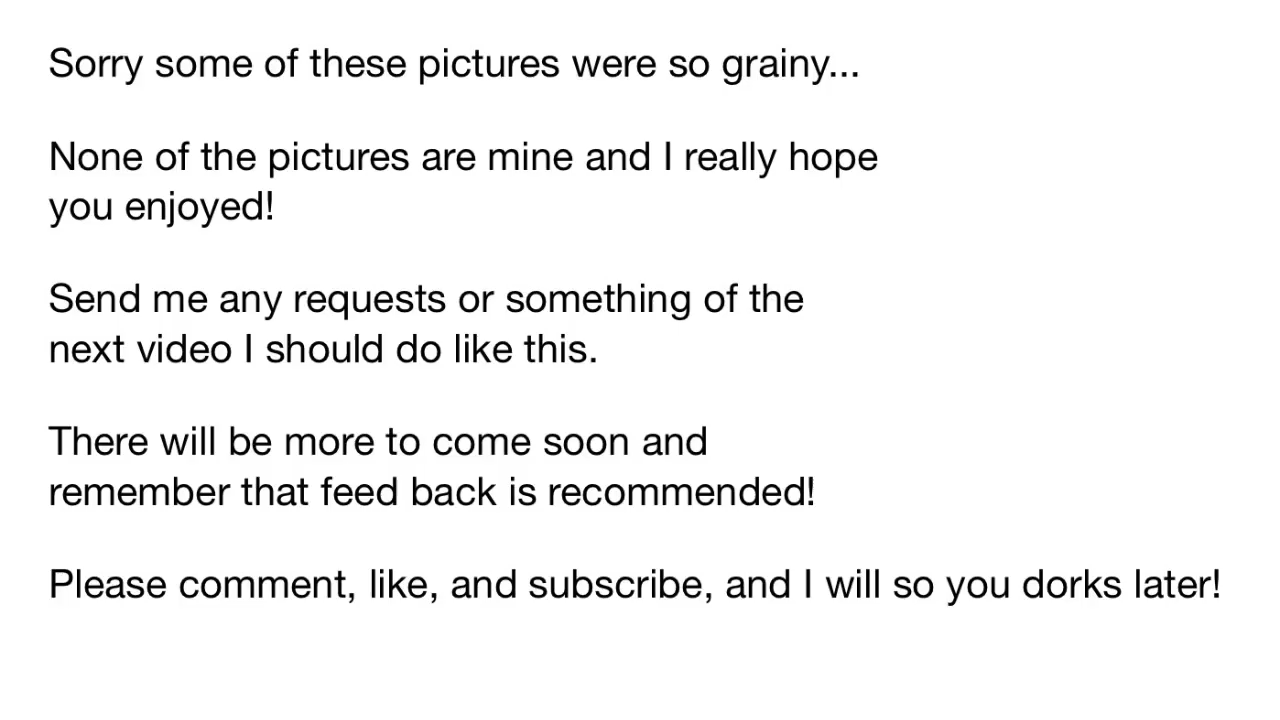 Sorry some of these pictures were so grainy...
None of the pictures are mine and I really hope
you enjoyed!
Send me any requests or something of the
next video I should do like this.
There will be more to come soon and
remember that feed back is recommended!
Please comment, like, and subscribe, and I will so you dorks later!